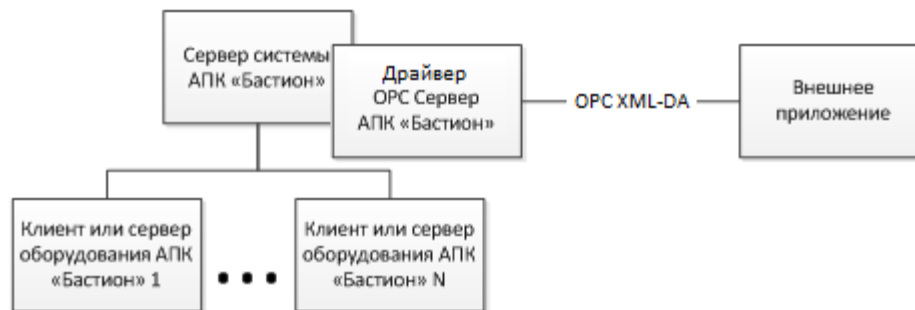 Сервер системы
АПК «Бастион»
Драйвер
OPC Сервер
АПК «Бастион»
OPC XML-DA
Внешнее
приложение
Клиент или сервер
оборудования АПК
«Бастион» 1
Клиент или сервер
оборудования АПК
«Бастион» N